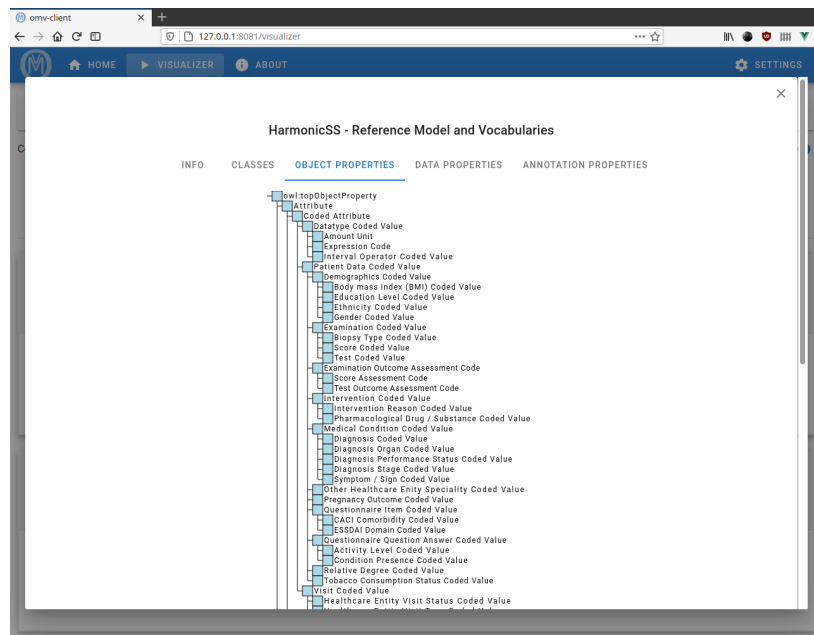 omv-client
127.0.0.1:8081/visualizer
HOME
VISUALIZER
ABOUT
SETTINGS
HarmonicSS - Reference Model and Vocabularies
INFO CLASSES OBJECT PROPERTIES DATA PROPERTIES ANNOTATION PROPERTIES
owl:topObjectProperty
Attribute
Coded Attribute
Datatype Coded Value
Amount Unit
Expression Code
Interval Operator Coded Value
Patient Data Coded Value
Demographics Coded Value
Body mass index (BMI) Coded Value
Education Level Coded Value
Ethnicity Coded Value
Gender Coded Value
Examination Coded Value
Biopsy Type Coded Value
Score Coded Value
Test Coded Value
Examination Outcome Assessment Code
Score Assessment Code
Test Outcome Assessment Code
Intervention Coded Value
Intervention Reason Coded Value
Pharmacological Drug / Substance Coded Value
Medical Condition Coded Value
Diagnosis Coded Value
Diagnosis Organ Coded Value
Diagnosis Performance Status Coded Value
Diagnosis Stage Coded Value
Symptom / Sign Coded Value
Other Healthcare Enity Speciality Coded Value
Pregnancy Outcome Coded Value
Questionnaire Item Coded Value
CACI Comorbidity Coded Value
ESSDAI Domain Coded Value
Questionnaire Question Answer Coded Value
Activity Level Coded Value
Condition Presence Coded Value
Relative Degree Coded Value
Tobacco Consumption Status Coded Value
Visit Coded Value
Healthcare Entity Visit Status Coded Value